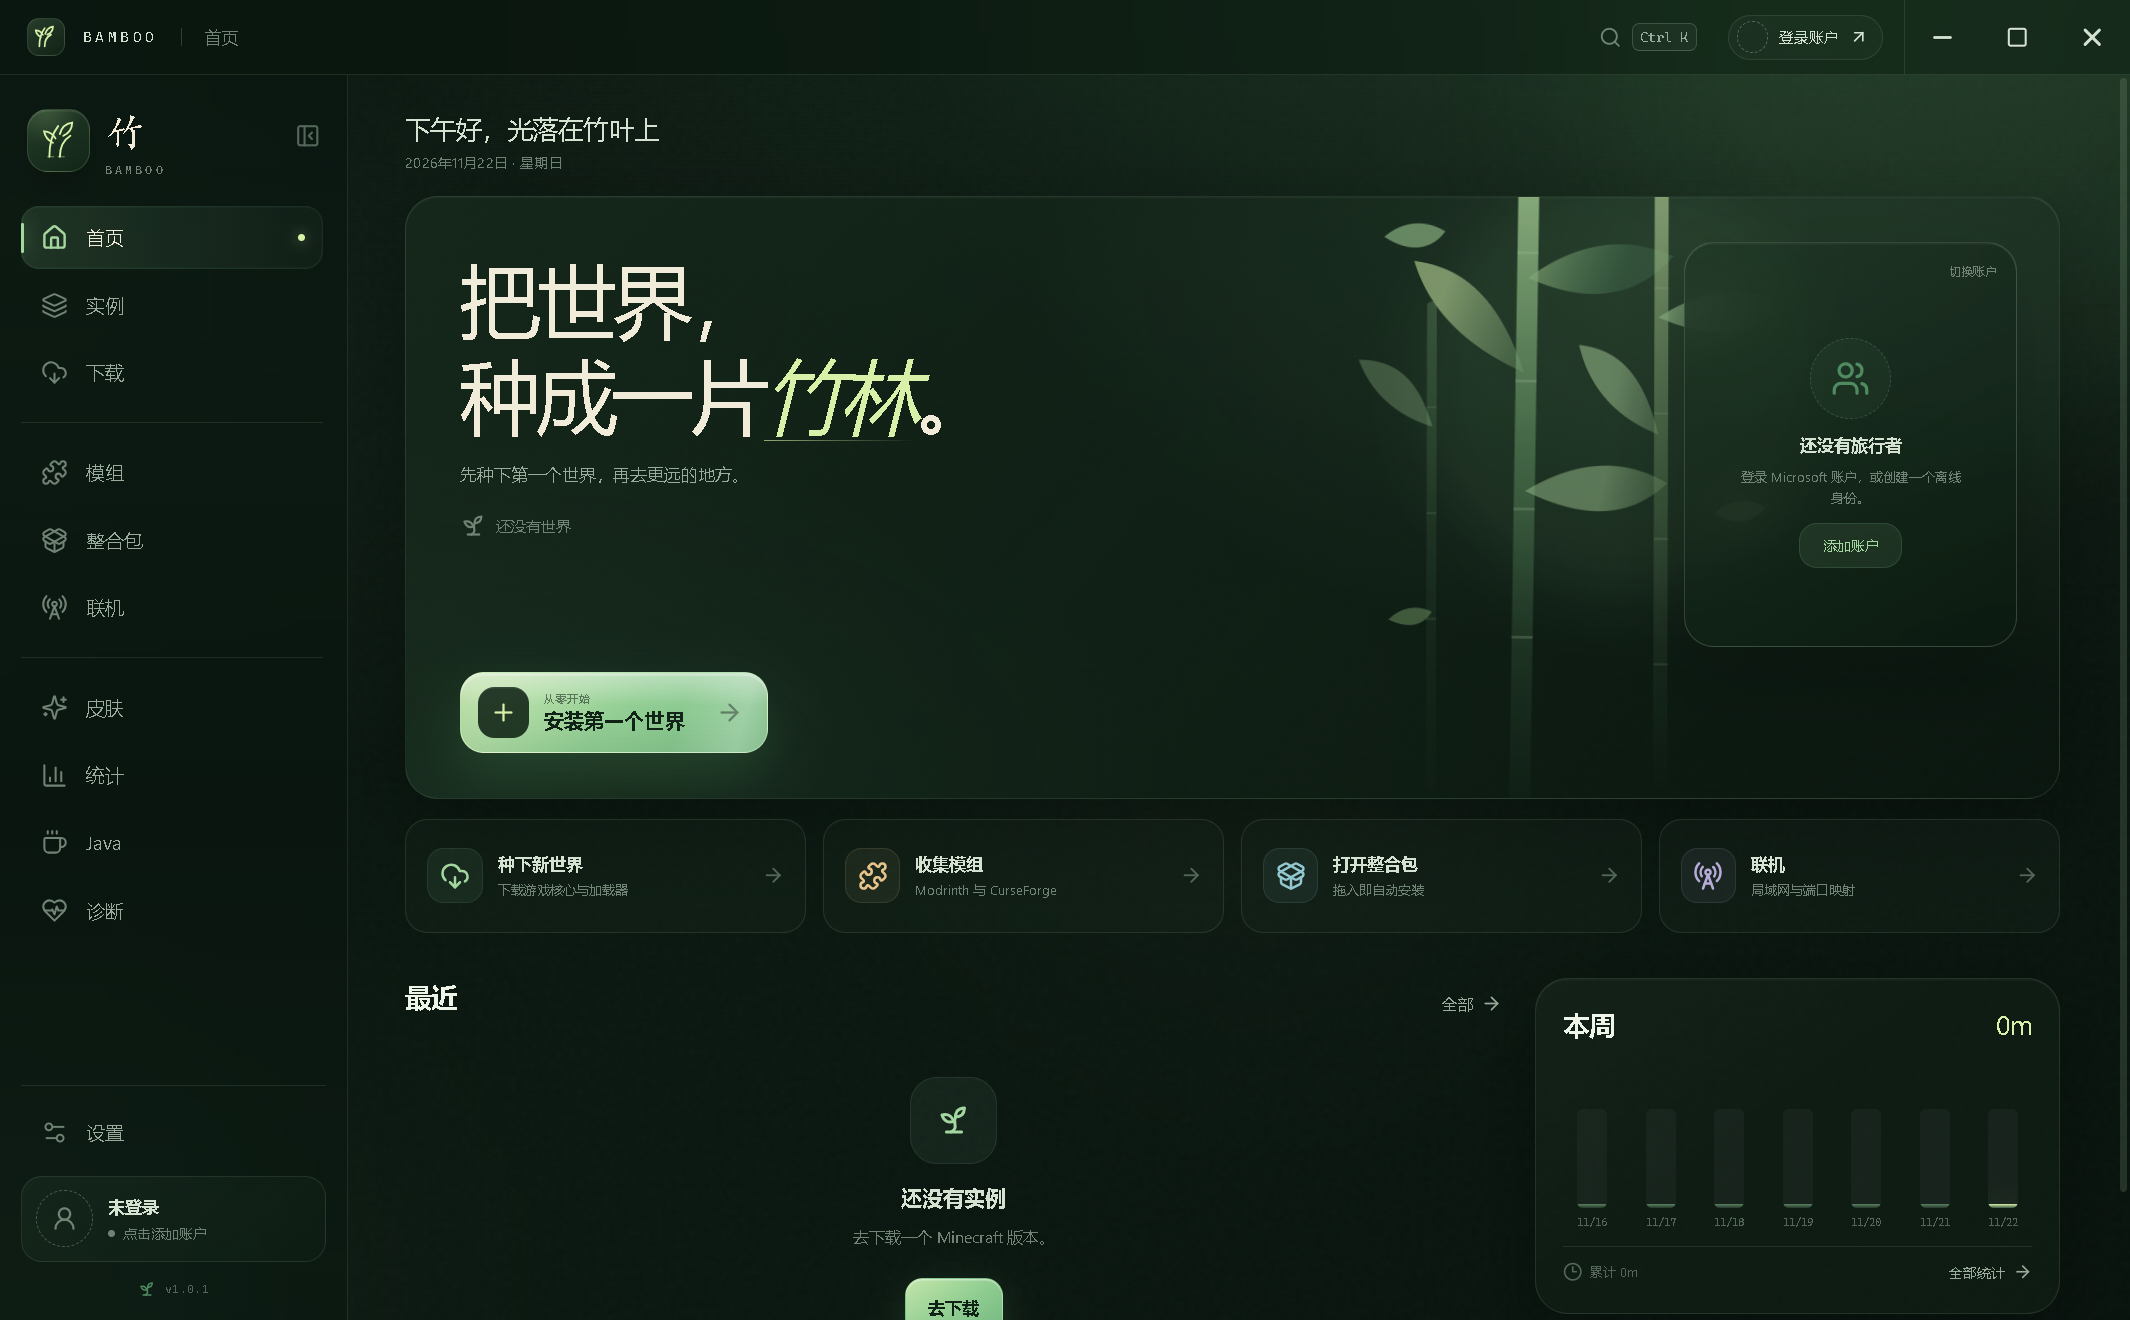 BAMBOO
首页
Ctrl K
登录账户
竹
BAMBOO
首页
实例
下载
模组
整合包
联机
皮肤
统计
Java
诊断
设置
未登录
点击添加账户
v1.0.1
下午好，光落在竹叶上
2026年11月22日 · 星期日
把世界，
种成一片竹林。
先种下第一个世界，再去更远的地方。
还没有世界
从零开始
安装第一个世界
切换账户
还没有旅行者
登录 Microsoft 账户，或创建一个离线
身份。
添加账户
种下新世界
下载游戏核心与加载器
收集模组
Modrinth 与 CurseForge
打开整合包
拖入即自动安装
联机
局域网与端口映射
最近
全部
还没有实例
去下载一个 Minecraft 版本。
去下载
本周
0m
11/16
11/17
11/18
11/19
11/20
11/21
11/22
累计 0m
全部统计